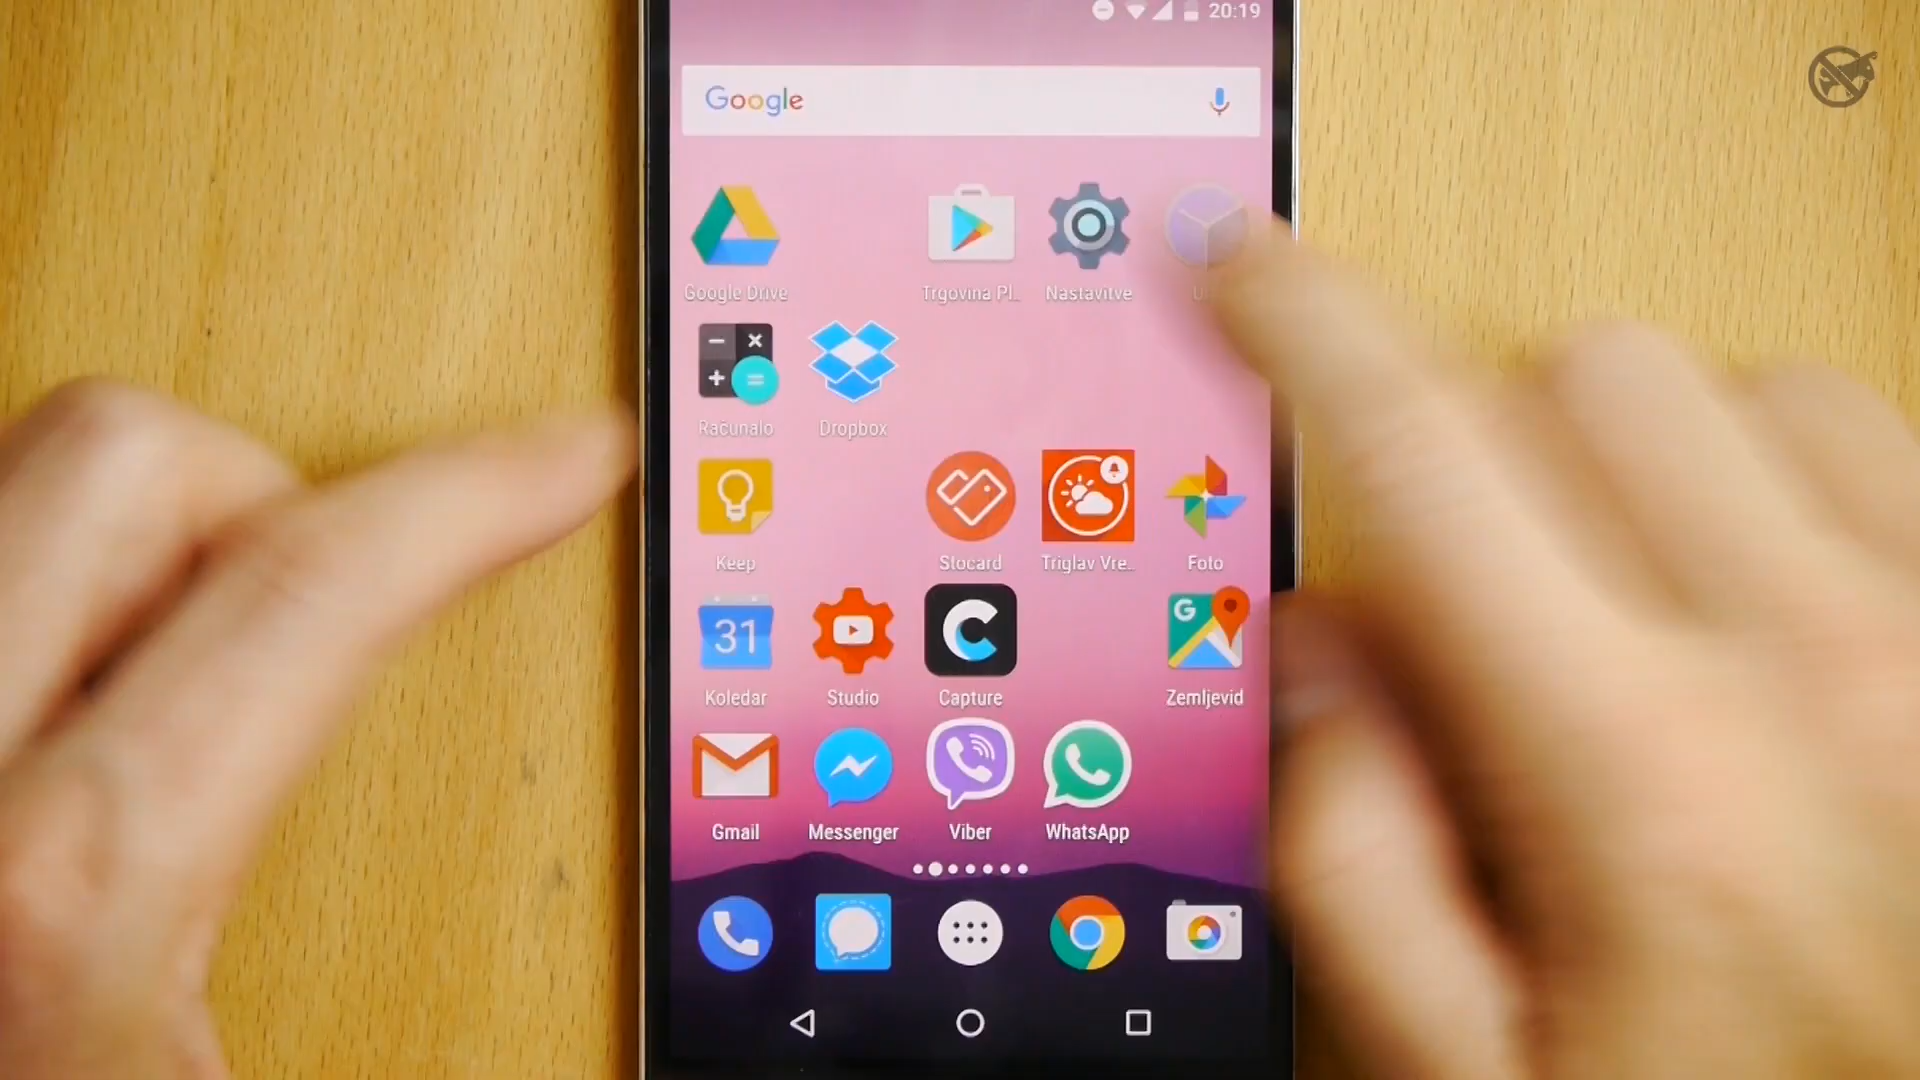 20:19
Google
Google Drive
Trgovina Pl..
Nastavitve
Računalo
Dropbox
Keep
Stocard
Triglav Vre..
Foto
31
Koledar
Studio
Capture
G
Zemljevid
Gmail
Messenger
Viber
WhatsApp